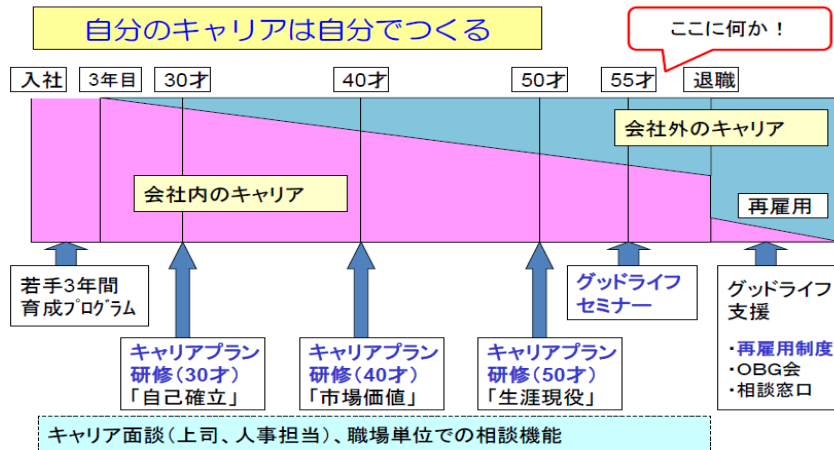 自分のキャリアは自分でつくる
ここに何か！
入社
3年目
30才
40才
50才
55才
退職
会社外のキャリア
会社内のキャリア
再雇用
若手3年間
育成プログラム
キャリアプラン
研修（30才）
「自己確立」
キャリアプラン
研修（40才）
「市場価値」
キャリアプラン
研修（50才）
「生涯現役」
グッドライフ
セミナー
グッドライフ
支援
・再雇用制度
・OBG会
・相談窓口
キャリア面談（上司、人事担当）、職場単位での相談機能